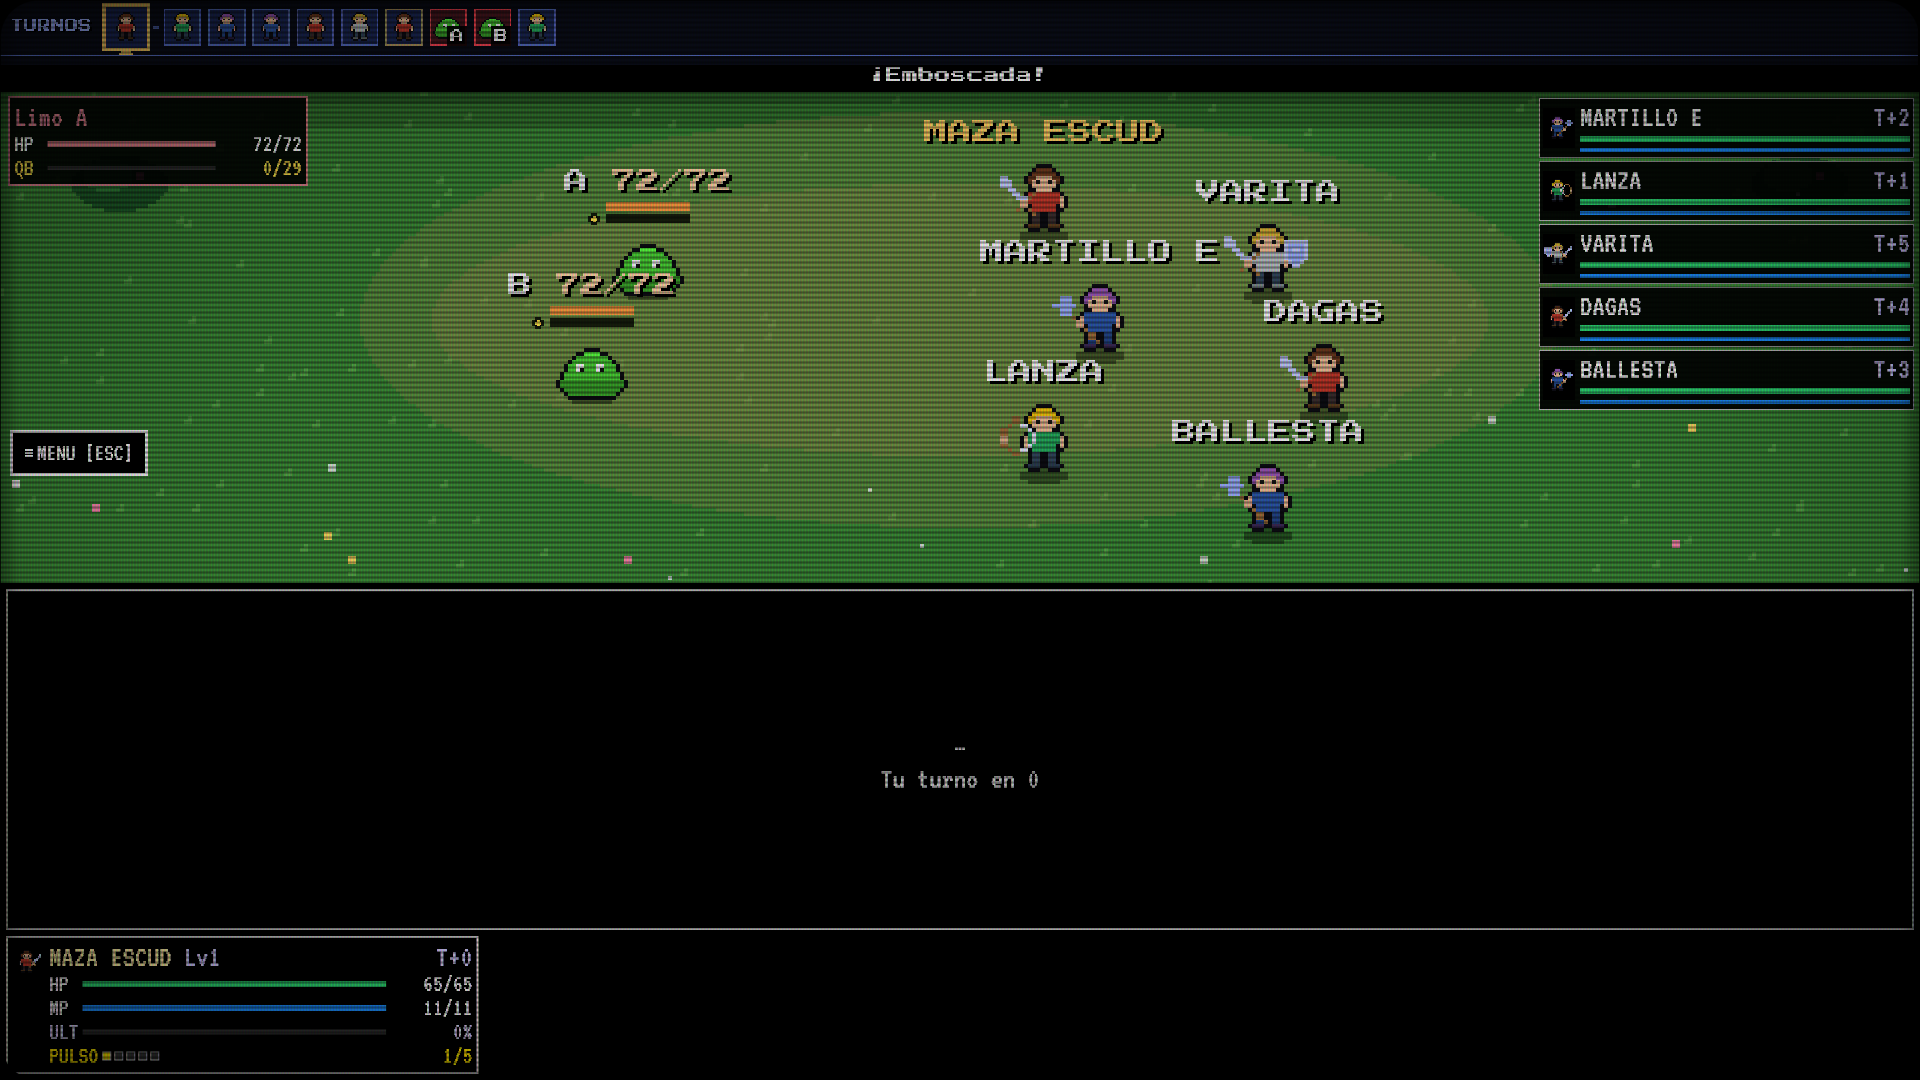 TURNOS
A
B
¡Emboscada!
Limo A
HP 72/72
QB 0/29
A 72/72
B 72/72
MAZA ESCUD
VARITA
MARTILLO E
DAGAS
LANZA
BALLESTA
MARTILLO E T+2
LANZA T+1
VARITA T+5
DAGAS T+4
BALLESTA T+3
≡MENU [ESC]
…
Tu turno en 0
MAZA ESCUD Lv1 T+0
HP 65/65
MP 11/11
ULT 0%
PULSO 1/5